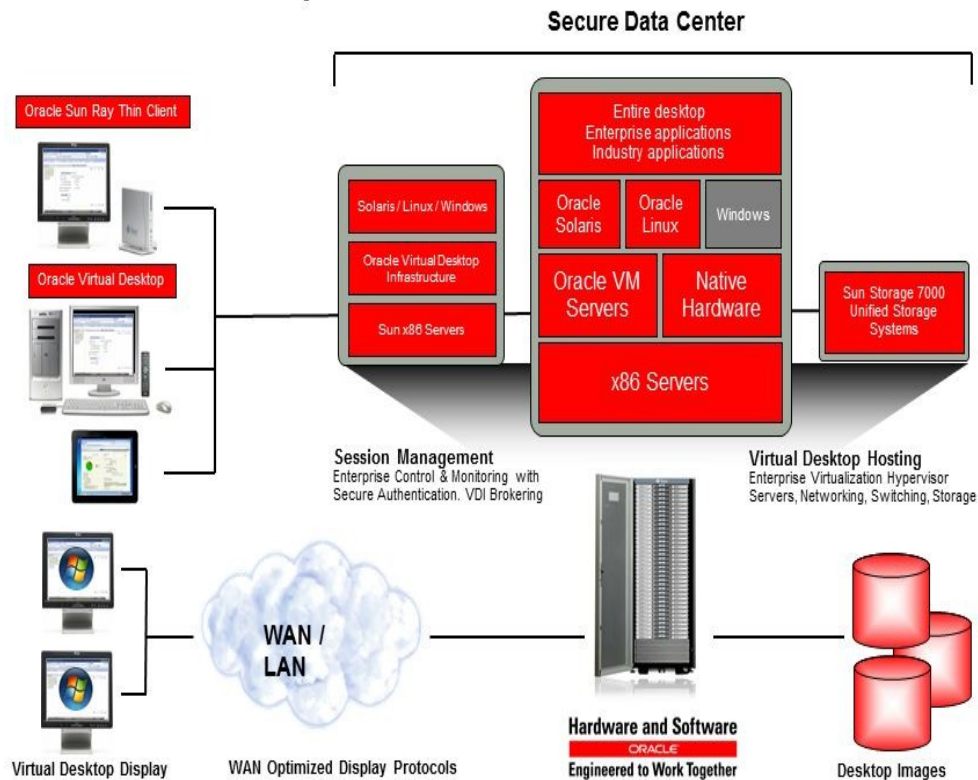 Secure Data Center
Oracle Sun Ray Thin Client
Oracle Virtual Desktop
Solaris / Linux / Windows
Oracle Virtual Desktop
Infrastructure
Sun x86 Servers
Entire desktop
Enterprise applications
Industry applications
Oracle
Solaris
Oracle
Linux
Windows
Oracle VM
Servers
Native
Hardware
x86 Servers
Sun Storage 7000
Unified Storage
Systems
Session Management
Enterprise Control & Monitoring with
Secure Authentication. VDI Brokering
Virtual Desktop Hosting
Enterprise Virtualization Hypervisor
Servers, Networking, Switching, Storage
WAN /
LAN
Virtual Desktop Display
WAN Optimized Display Protocols
Hardware and Software
ORACLE
Engineered to Work Together
Desktop Images